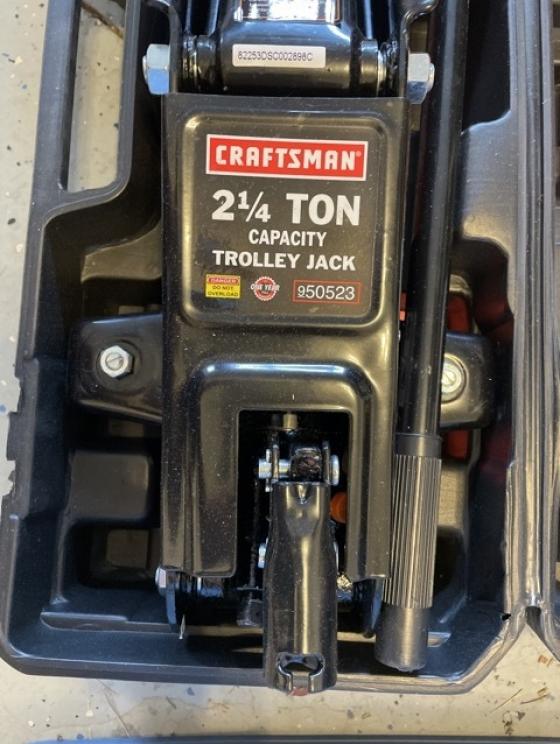 82253DSC002898C
CRAFTSMAN®
2¼ TON
CAPACITY
TROLLEY JACK
DANGER
DO NOT
OVERLOAD
ONE YEAR
950523